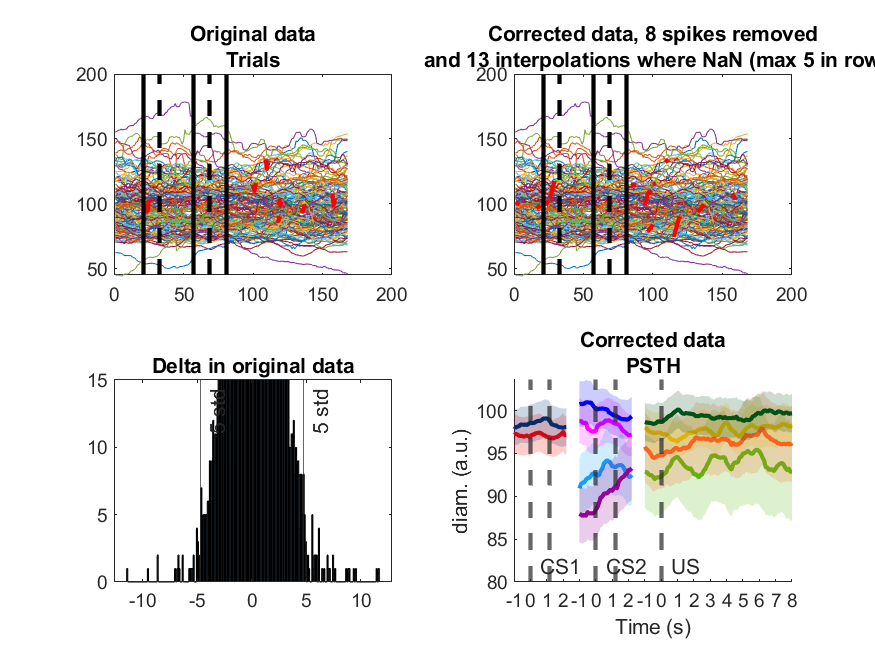 Original data
Trials
200
150
100
50
0
50
100
150
200
Corrected data, 8 spikes removed
and 13 interpolations where NaN (max 5 in row
200
150
100
50
0
50
100
150
200
Delta in original data
15
10
5
0
5 std
5 std
-10
-5
0
5
10
Corrected data
PSTH
diam. (a.u.)
100
95
90
85
80
CS1
CS2
US
-1 0 1 2 -1 0 1 2 -1 0 1 2 3 4 5 6 7 8
Time (s)